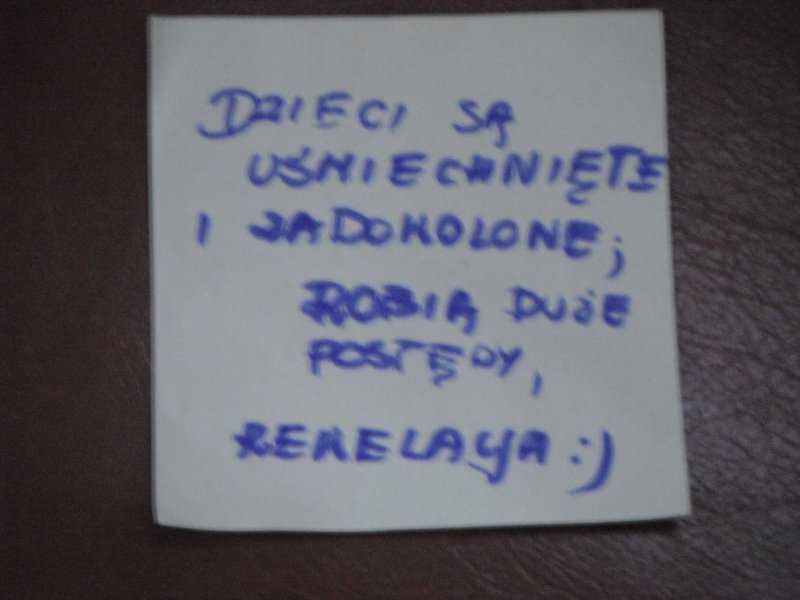 DZIECI SĄ
UŚMIECHNIĘTE
I ZADOWOLONE;
ROBIĄ DUŻE
POSTĘPY,
REWELACJA :)